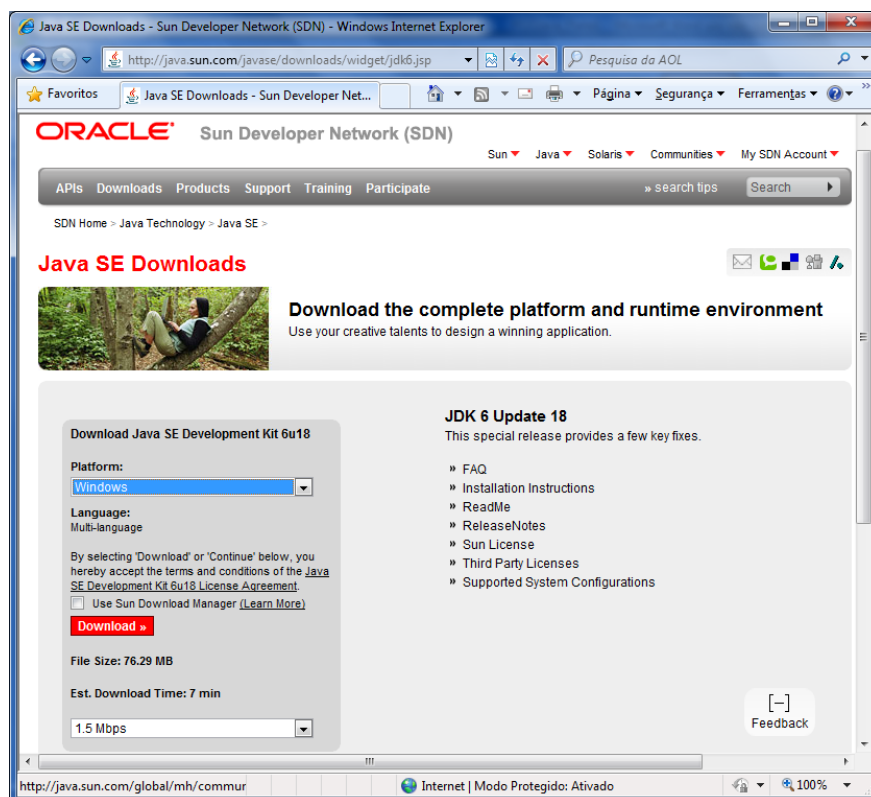 Java SE Downloads - Sun Developer Network (SDN) - Windows Internet Explorer
http://java.sun.com/javase/downloads/widget/jdk6.jsp
Pesquisa da AOL
Favoritos
Java SE Downloads - Sun Developer Net...
Página
Segurança
Ferramentas
ORACLE
Sun Developer Network (SDN)
Sun Java Solaris Communities My SDN Account
APIs Downloads Products Support Training Participate
» search tips
Search
SDN Home > Java Technology > Java SE >
Java SE Downloads
Download the complete platform and runtime environment
Use your creative talents to design a winning application.
Download Java SE Development Kit 6u18
Platform:
Windows
Language:
Multi-language
By selecting 'Download' or 'Continue' below, you
hereby accept the terms and conditions of the Java
SE Development Kit 6u18 License Agreement.
Use Sun Download Manager (Learn More)
Download »
File Size: 76.29 MB
Est. Download Time: 7 min
1.5 Mbps
JDK 6 Update 18
This special release provides a few key fixes.
» FAQ
» Installation Instructions
» ReadMe
» ReleaseNotes
» Sun License
» Third Party Licenses
» Supported System Configurations
[–]
Feedback
http://java.sun.com/global/mh/commur
Internet | Modo Protegido: Ativado
100%